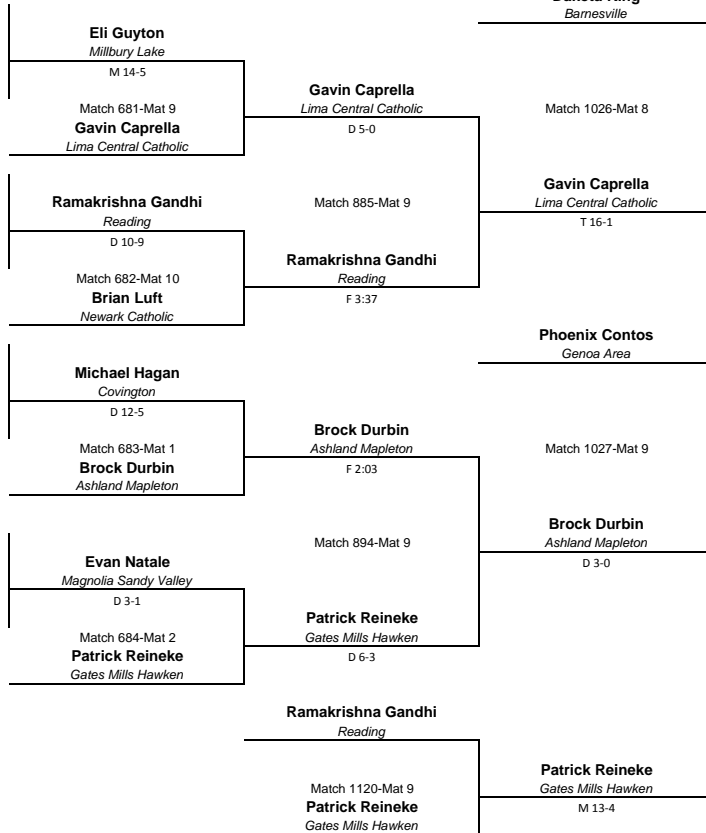 Barnesville
Eli Guyton
Millbury Lake
M 14-5
Match 681-Mat 9
Gavin Caprella
Lima Central Catholic
Gavin Caprella
Lima Central Catholic
D 5-0
Match 1026-Mat 8
Ramakrishna Gandhi
Reading
D 10-9
Match 682-Mat 10
Brian Luft
Newark Catholic
Match 885-Mat 9
Ramakrishna Gandhi
Reading
F 3:37
Gavin Caprella
Lima Central Catholic
T 16-1
Phoenix Contos
Genoa Area
Michael Hagan
Covington
D 12-5
Match 683-Mat 1
Brock Durbin
Ashland Mapleton
Brock Durbin
Ashland Mapleton
F 2:03
Match 1027-Mat 9
Evan Natale
Magnolia Sandy Valley
D 3-1
Match 684-Mat 2
Patrick Reineke
Gates Mills Hawken
Match 894-Mat 9
Patrick Reineke
Gates Mills Hawken
D 6-3
Brock Durbin
Ashland Mapleton
D 3-0
Ramakrishna Gandhi
Reading
Match 1120-Mat 9
Patrick Reineke
Gates Mills Hawken
Patrick Reineke
Gates Mills Hawken
M 13-4